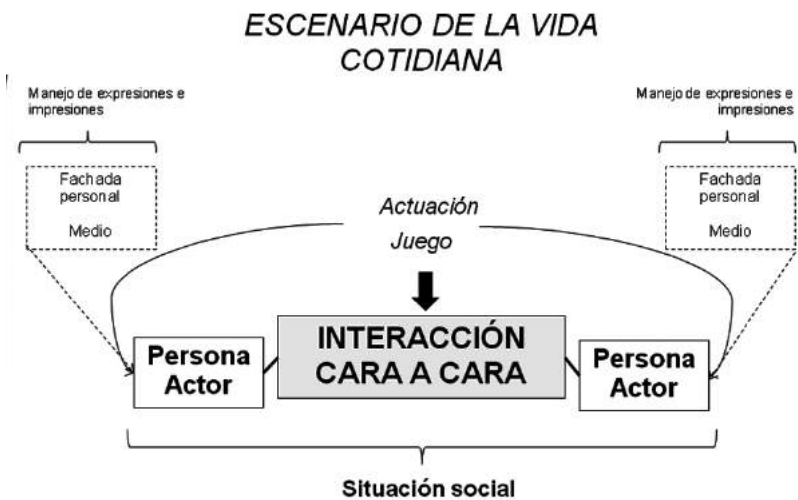 ESCENARIO DE LA VIDA
COTIDIANA
Manejo de expresiones e
impresiones
Manejo de expresiones e
impresiones
Fachada
personal
Medio
Fachada
personal
Medio
Actuación
Juego
Persona
Actor
INTERACCIÓN
CARA A CARA
Persona
Actor
Situación social